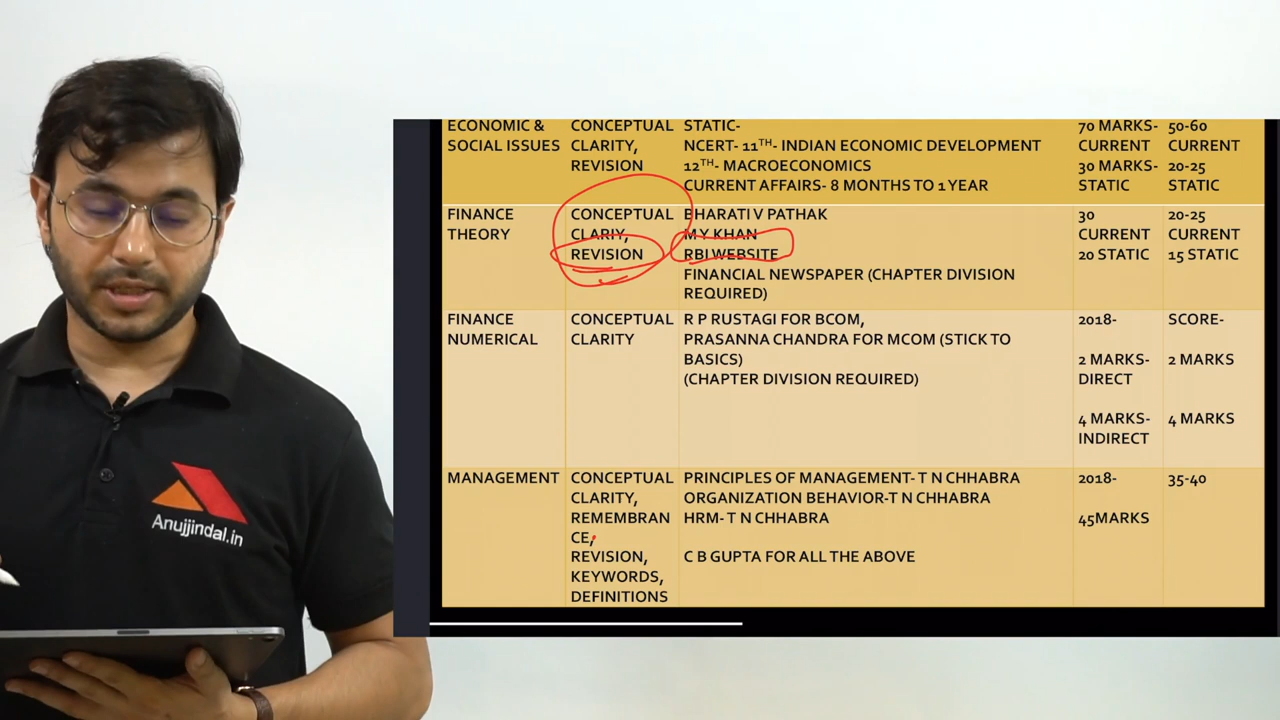 ECONOMIC &
SOCIAL ISSUES
CONCEPTUAL
CLARITY,
REVISION
STATIC-
NCERT- 11TH- INDIAN ECONOMIC DEVELOPMENT
12TH- MACROECONOMICS
CURRENT AFFAIRS- 8 MONTHS TO 1 YEAR
70 MARKS-
CURRENT
30 MARKS-
STATIC
50-60
CURRENT
20-25
STATIC
FINANCE
THEORY
CONCEPTUAL
CLARIY,
REVISION
BHARATI V PATHAK
M Y KHAN
RBI WEBSITE
FINANCIAL NEWSPAPER (CHAPTER DIVISION
REQUIRED)
30
CURRENT
20 STATIC
20-25
CURRENT
15 STATIC
FINANCE
NUMERICAL
CONCEPTUAL
CLARITY
R P RUSTAGI FOR BCOM,
PRASANNA CHANDRA FOR MCOM (STICK TO
BASICS)
(CHAPTER DIVISION REQUIRED)
2018-
2 MARKS-
DIRECT
4 MARKS-
INDIRECT
SCORE-
2 MARKS
4 MARKS
MANAGEMENT
CONCEPTUAL
CLARITY,
REMEMBRAN
CE,
REVISION,
KEYWORDS,
DEFINITIONS
PRINCIPLES OF MANAGEMENT- T N CHHABRA
ORGANIZATION BEHAVIOR-T N CHHABRA
HRM- T N CHHABRA
C B GUPTA FOR ALL THE ABOVE
2018-
45MARKS
35-40
Anujjindal.in